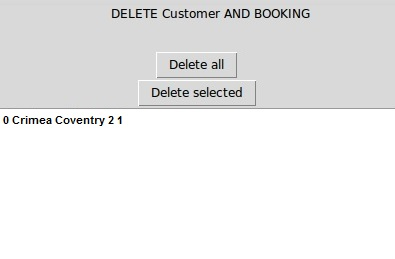 DELETE Customer AND BOOKING
Delete all
Delete selected
0 Crimea Coventry 2 1